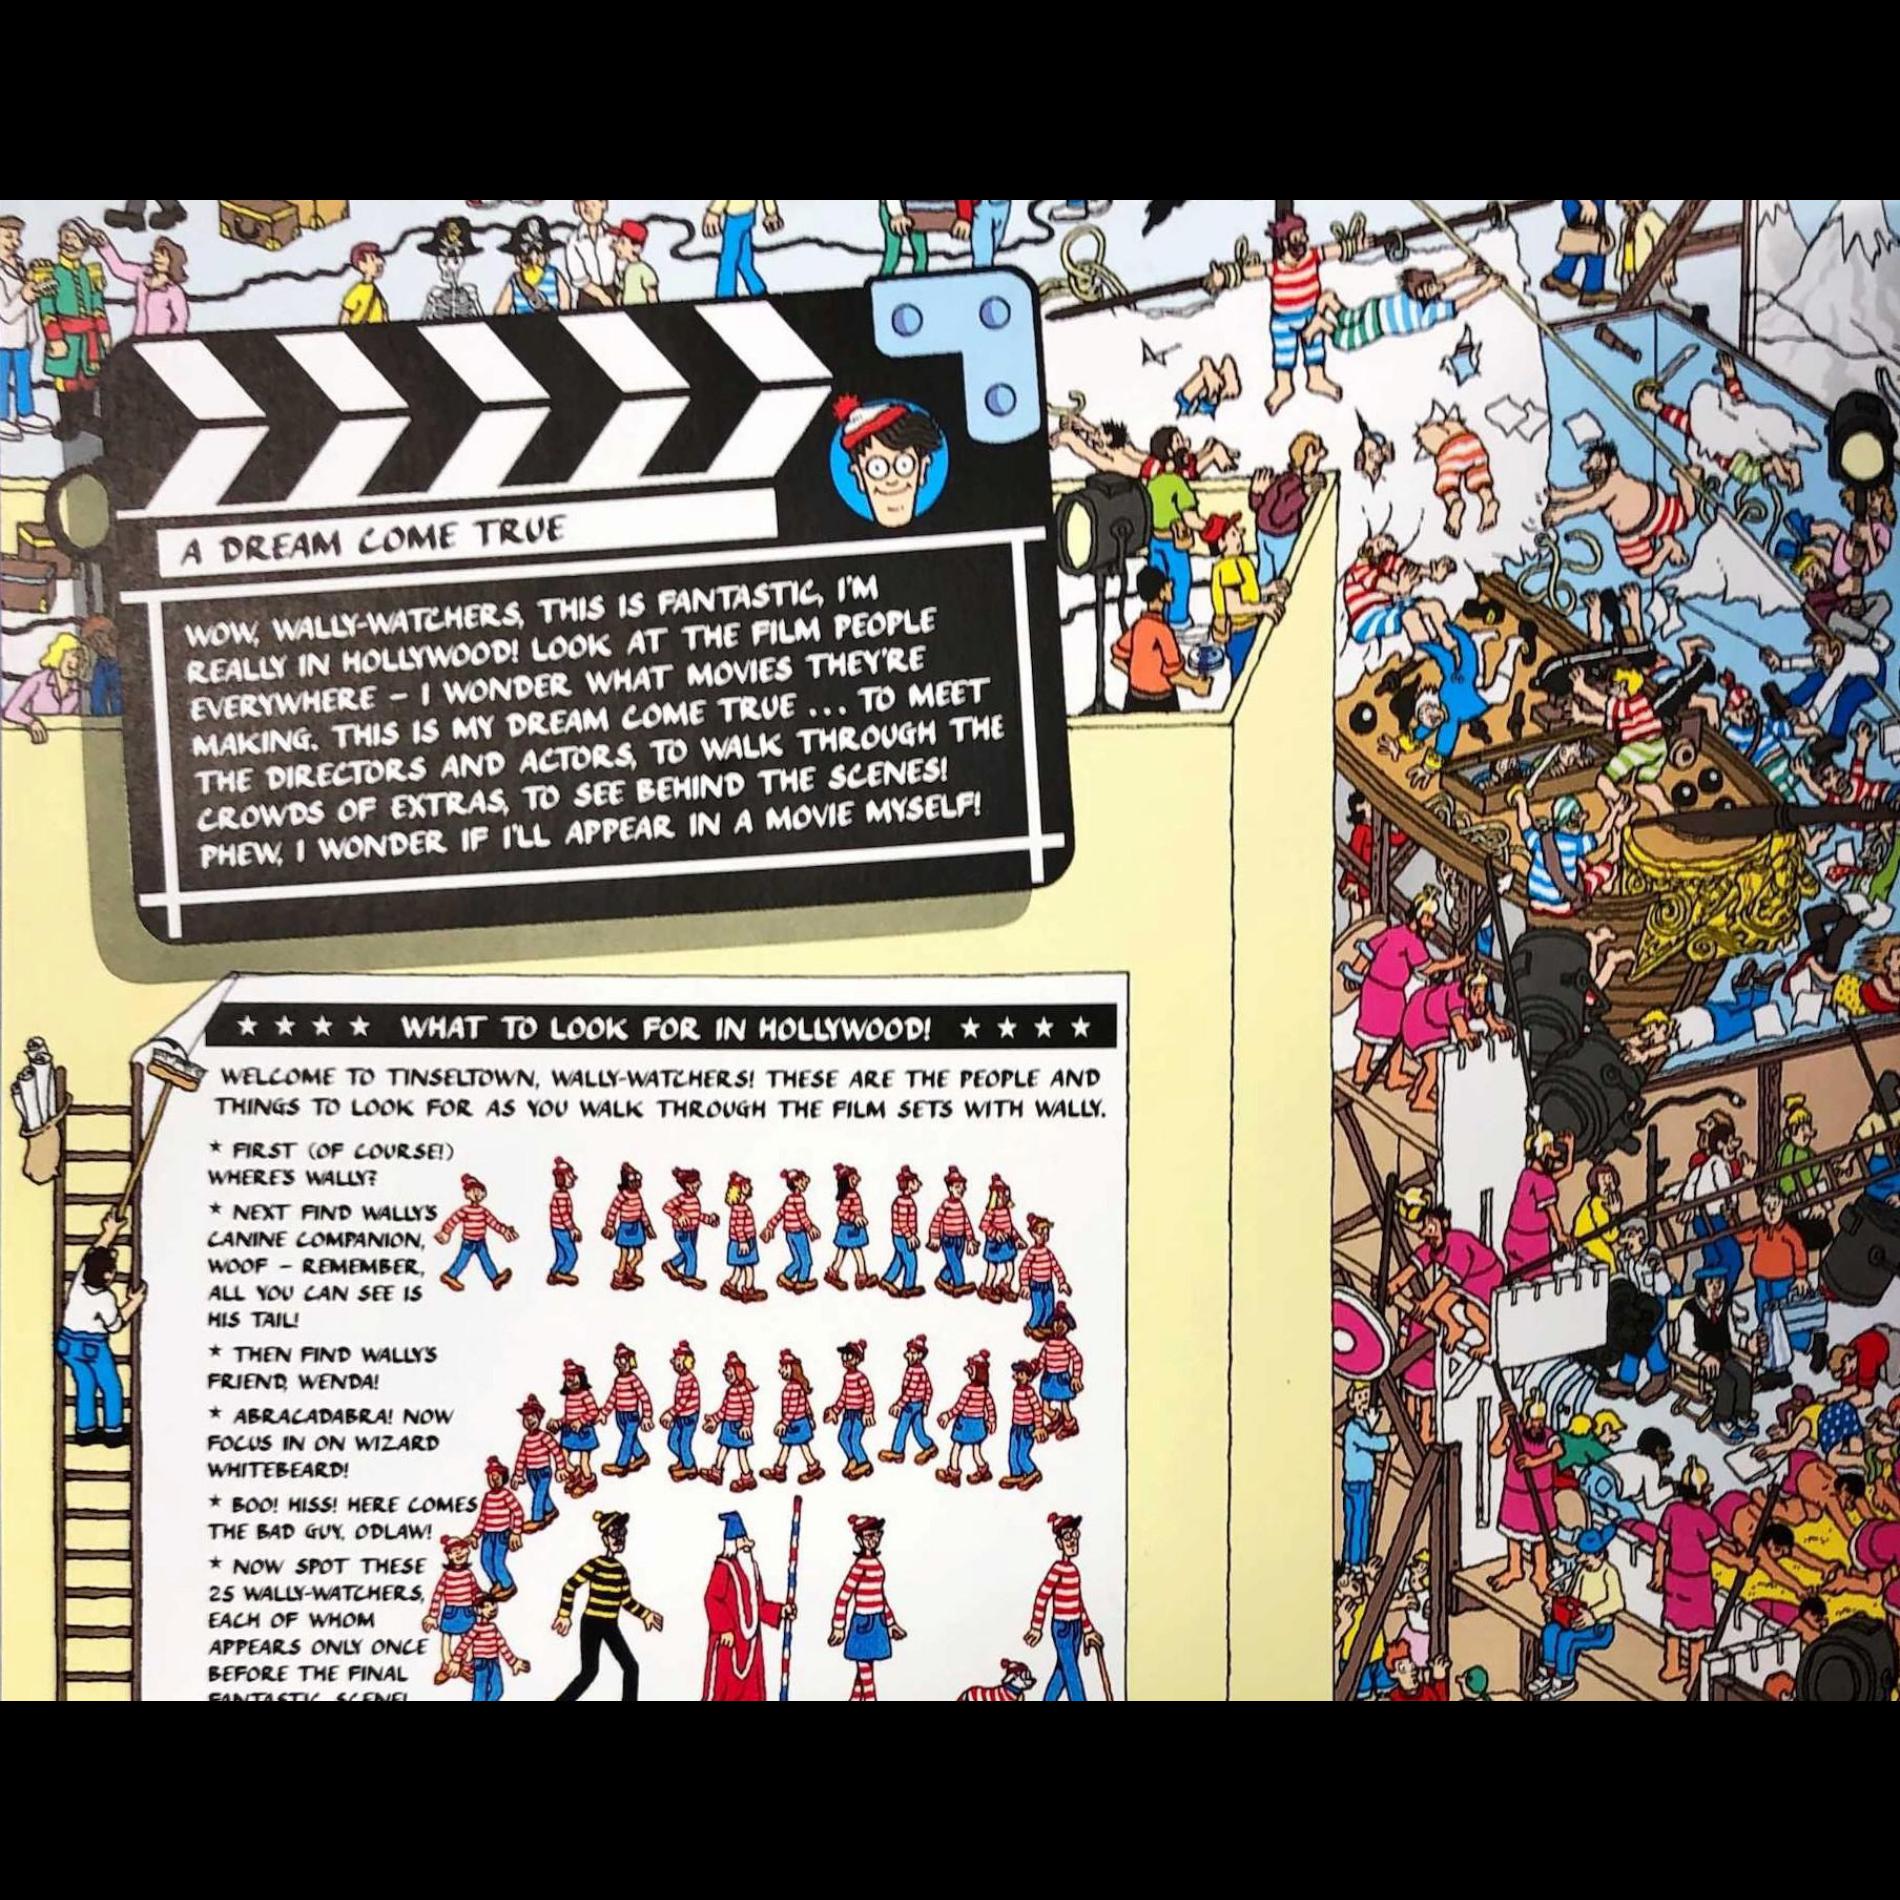 A DREAM COME TRUE
WOW, WALLY-WATCHERS, THIS IS FANTASTIC, I'M
REALLY IN HOLLYWOOD! LOOK AT THE FILM PEOPLE
EVERYWHERE – I WONDER WHAT MOVIES THEY'RE
MAKING. THIS IS MY DREAM COME TRUE ... TO MEET
THE DIRECTORS AND ACTORS, TO WALK THROUGH THE
CROWDS OF EXTRAS, TO SEE BEHIND THE SCENES!
PHEW, I WONDER IF I'LL APPEAR IN A MOVIE MYSELF!
★ ★ ★ ★ WHAT TO LOOK FOR IN HOLLYWOOD! ★ ★ ★ ★
WELCOME TO TINSELTOWN, WALLY-WATCHERS! THESE ARE THE PEOPLE AND
THINGS TO LOOK FOR AS YOU WALK THROUGH THE FILM SETS WITH WALLY.
★ FIRST (OF COURSE!)
WHERE'S WALLY?
★ NEXT FIND WALLY'S
CANINE COMPANION,
WOOF – REMEMBER,
ALL YOU CAN SEE IS
HIS TAIL!
★ THEN FIND WALLY'S
FRIEND, WENDA!
★ ABRACADABRA! NOW
FOCUS IN ON WIZARD
WHITEBEARD!
★ BOO! HISS! HERE COMES
THE BAD GUY, ODLAW!
★ NOW SPOT THESE
25 WALLY-WATCHERS,
EACH OF WHOM
APPEARS ONLY ONCE
BEFORE THE FINAL
FANTASTIC SCENE!